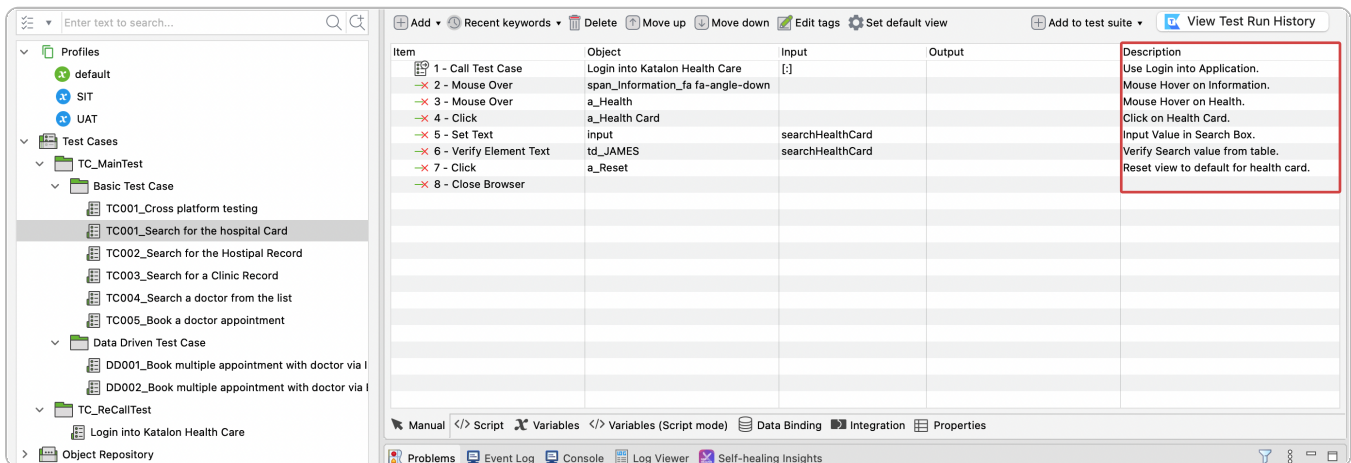 Enter text to search...
Profiles
default
SIT
UAT
Test Cases
TC_MainTest
Basic Test Case
TC001_Cross platform testing
TC001_Search for the hospital Card
TC002_Search for the Hostipal Record
TC003_Search for a Clinic Record
TC004_Search a doctor from the list
TC005_Book a doctor appointment
Data Driven Test Case
DD001_Book multiple appointment with doctor via
DD002_Book multiple appointment with doctor via
TC_ReCallTest
Login into Katalon Health Care
Object Repository
Add Recent keywords Delete Move up Move down Edit tags Set default view Add to test suite View Test Run History
Item Object Input Output Description
1 - Call Test Case Login into Katalon Health Care [:] Use Login into Application.
2 - Mouse Over span_Information_fa fa-angle-down Mouse Hover on Information.
3 - Mouse Over a_Health Mouse Hover on Health.
4 - Click a_Health Card Click on Health Card.
5 - Set Text input searchHealthCard Input Value in Search Box.
6 - Verify Element Text td_JAMES searchHealthCard Verify Search value from table.
7 - Click a_Reset Reset view to default for health card.
8 - Close Browser
Manual </> Script Variables </> Variables (Script mode) Data Binding Integration Properties
Problems Event Log Console Log Viewer Self-healing Insights